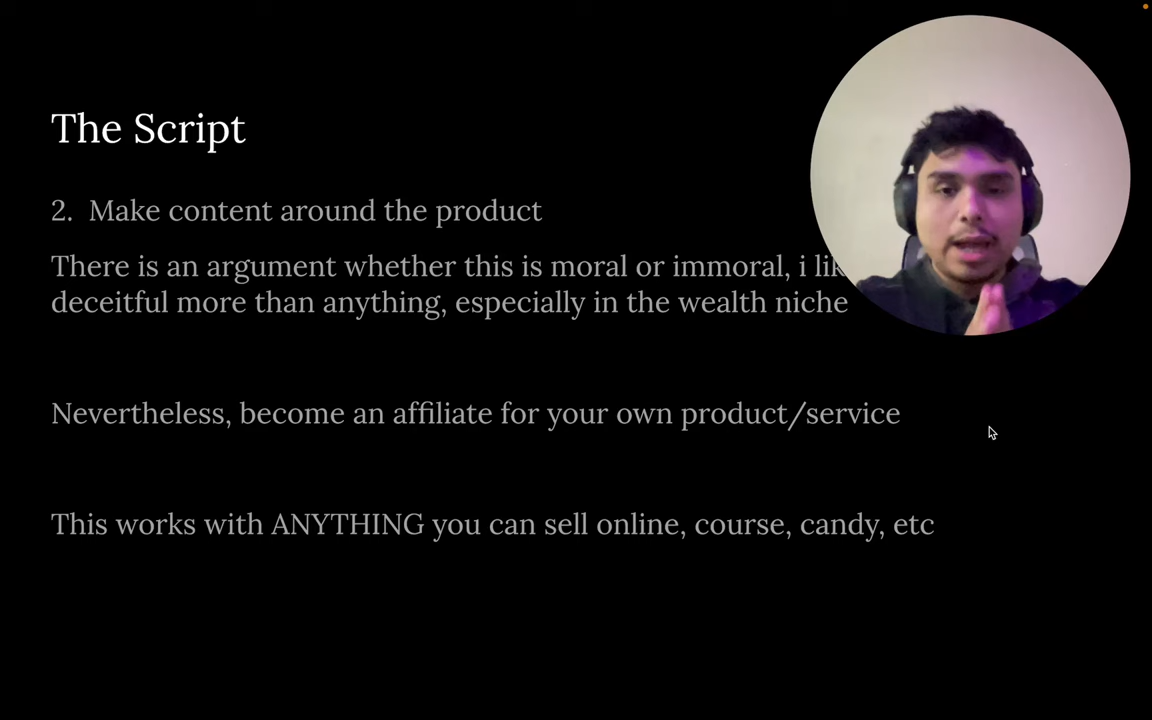 The Script
2. Make content around the product
There is an argument whether this is moral or immoral, i
deceitful more than anything, especially in the wealth niche
Nevertheless, become an affiliate for your own product/service
This works with ANYTHING you can sell online, course, candy, etc